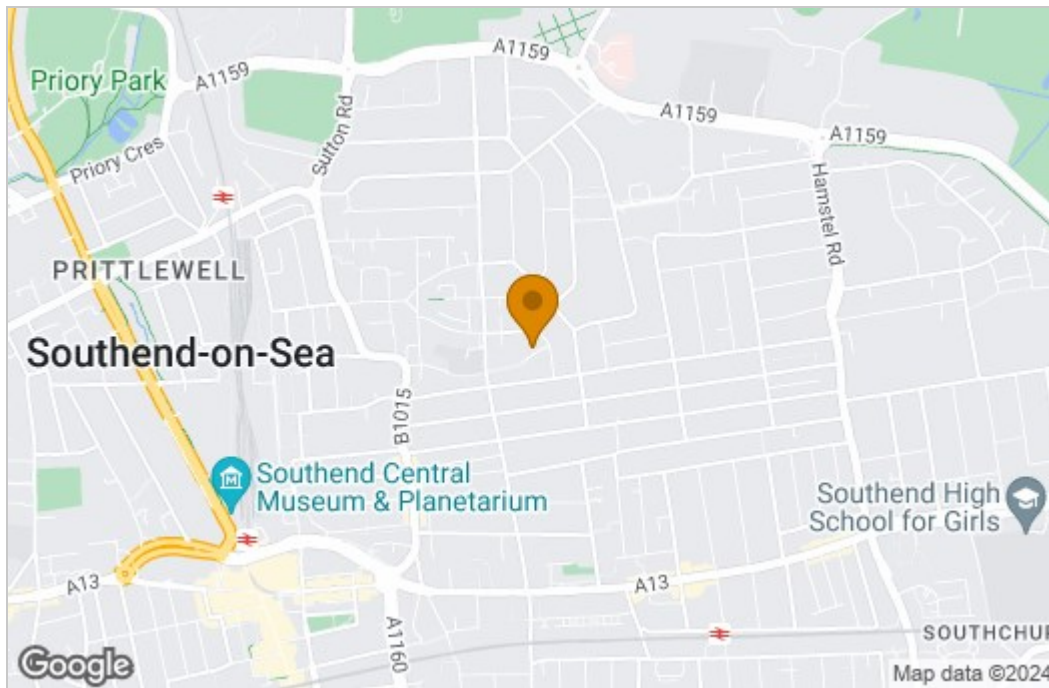 A1159
Priory Park
A1159
Sutton Rd
A1159
A1159
Priory Cres
Hamstel Rd
PRITTLEWELL
Southend-on-Sea
B1015
Southend Central
Museum & Planetarium
M
Southend High
School for Girls
A13
A13
A1160
SOUTHCHUR
Google
Map data ©2024